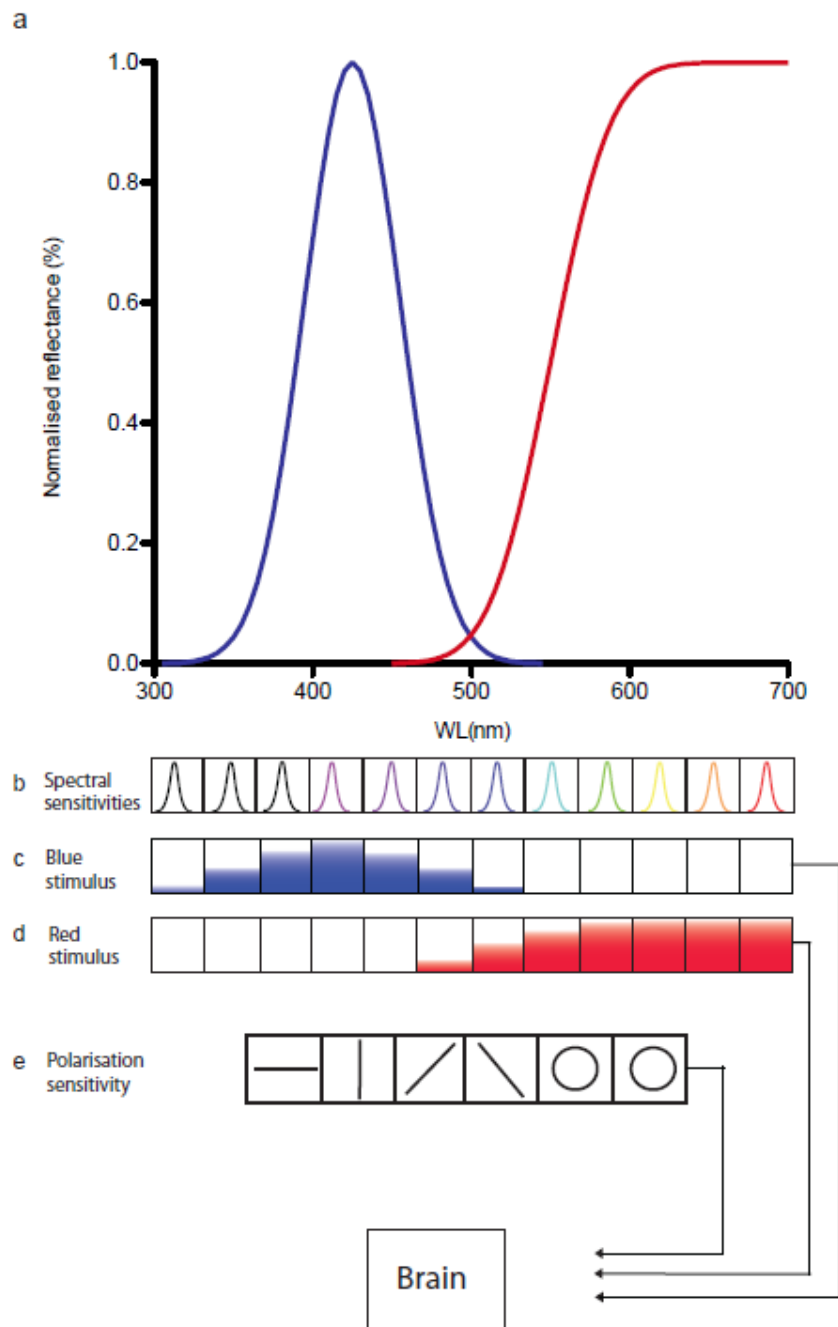 a
1.0
0.8
0.6
0.4
0.2
0.0
Normalised reflectance (%)
300 400 500 600 700
WL(nm)
b Spectral
sensitivities
c Blue
stimulus
d Red
stimulus
e Polarisation
sensitivity
Brain